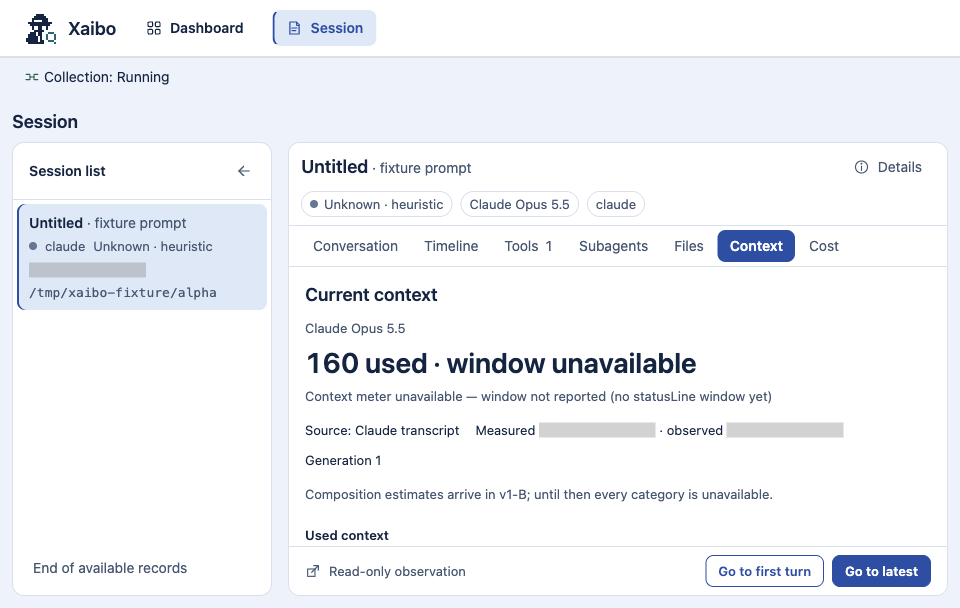 Xaibo
Dashboard
Session
Collection: Running
Session
Session list
Untitled · fixture prompt
claude Unknown · heuristic
/tmp/xaibo-fixture/alpha
End of available records
Untitled · fixture prompt
Details
Unknown · heuristic
Claude Opus 5.5
claude
Conversation
Timeline
Tools 1
Subagents
Files
Context
Cost
Current context
Claude Opus 5.5
160 used · window unavailable
Context meter unavailable — window not reported (no statusLine window yet)
Source: Claude transcript Measured · observed
Generation 1
Composition estimates arrive in v1-B; until then every category is unavailable.
Used context
Read-only observation
Go to first turn
Go to latest